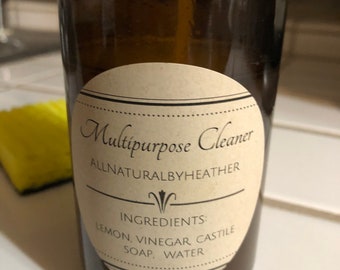 Multipurpose Cleaner
ALLNATURALBYHEATHER
INGREDIENTS:
LEMON, VINEGAR, CASTILE
SOAP, WATER